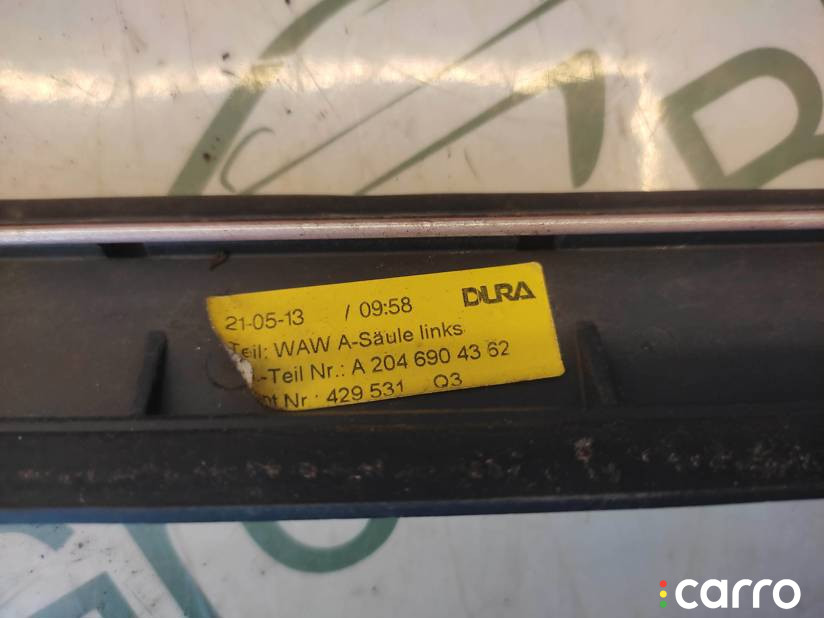 21-05-13 / 09:58 DURA
Teil: WAW A-Säule links
.-Teil Nr.: A 204 690 43 62
Nr.: 429 531 Q3
carro